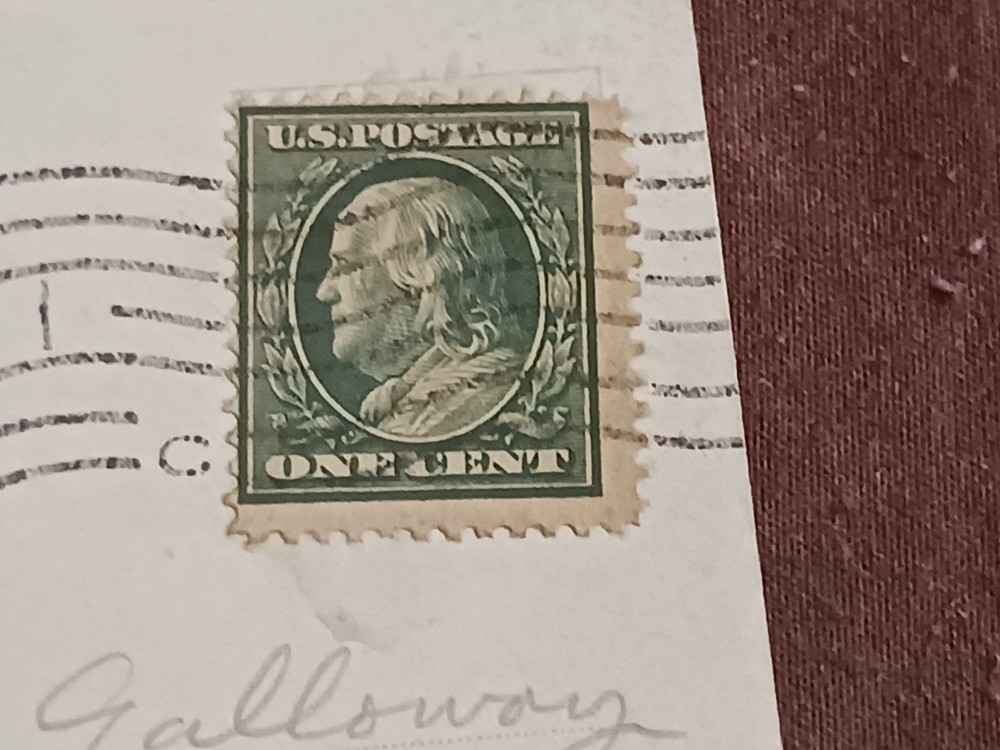 U.S. POSTAGE
I
C
ONE CENT
Galloway